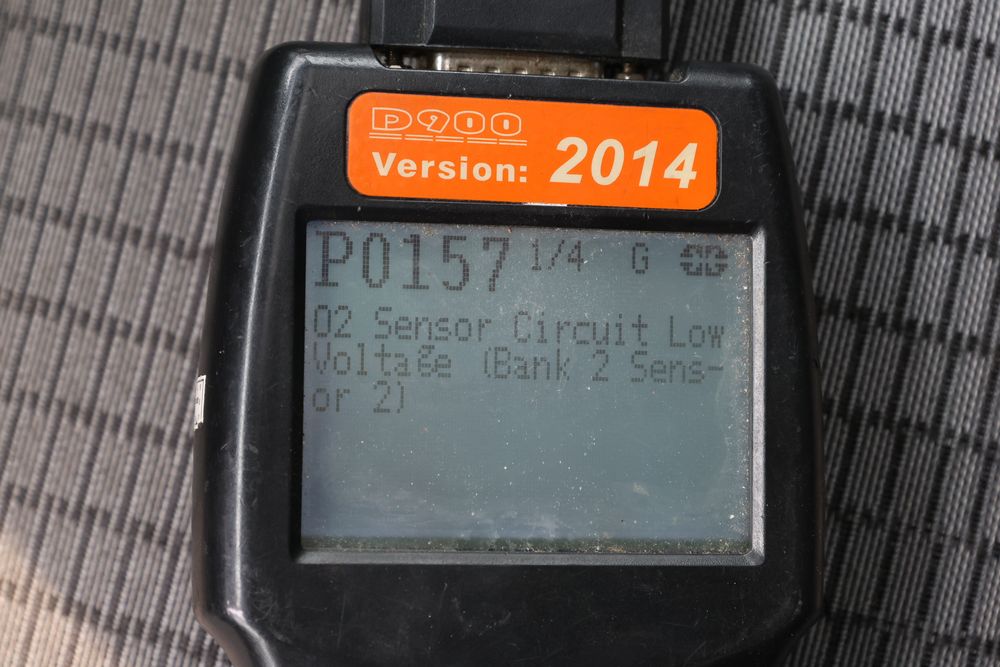 D900
Version: 2014
P0157 1/4 G
O2 Sensor Circuit Low
Voltage (Bank 2 Sens-
or 2)